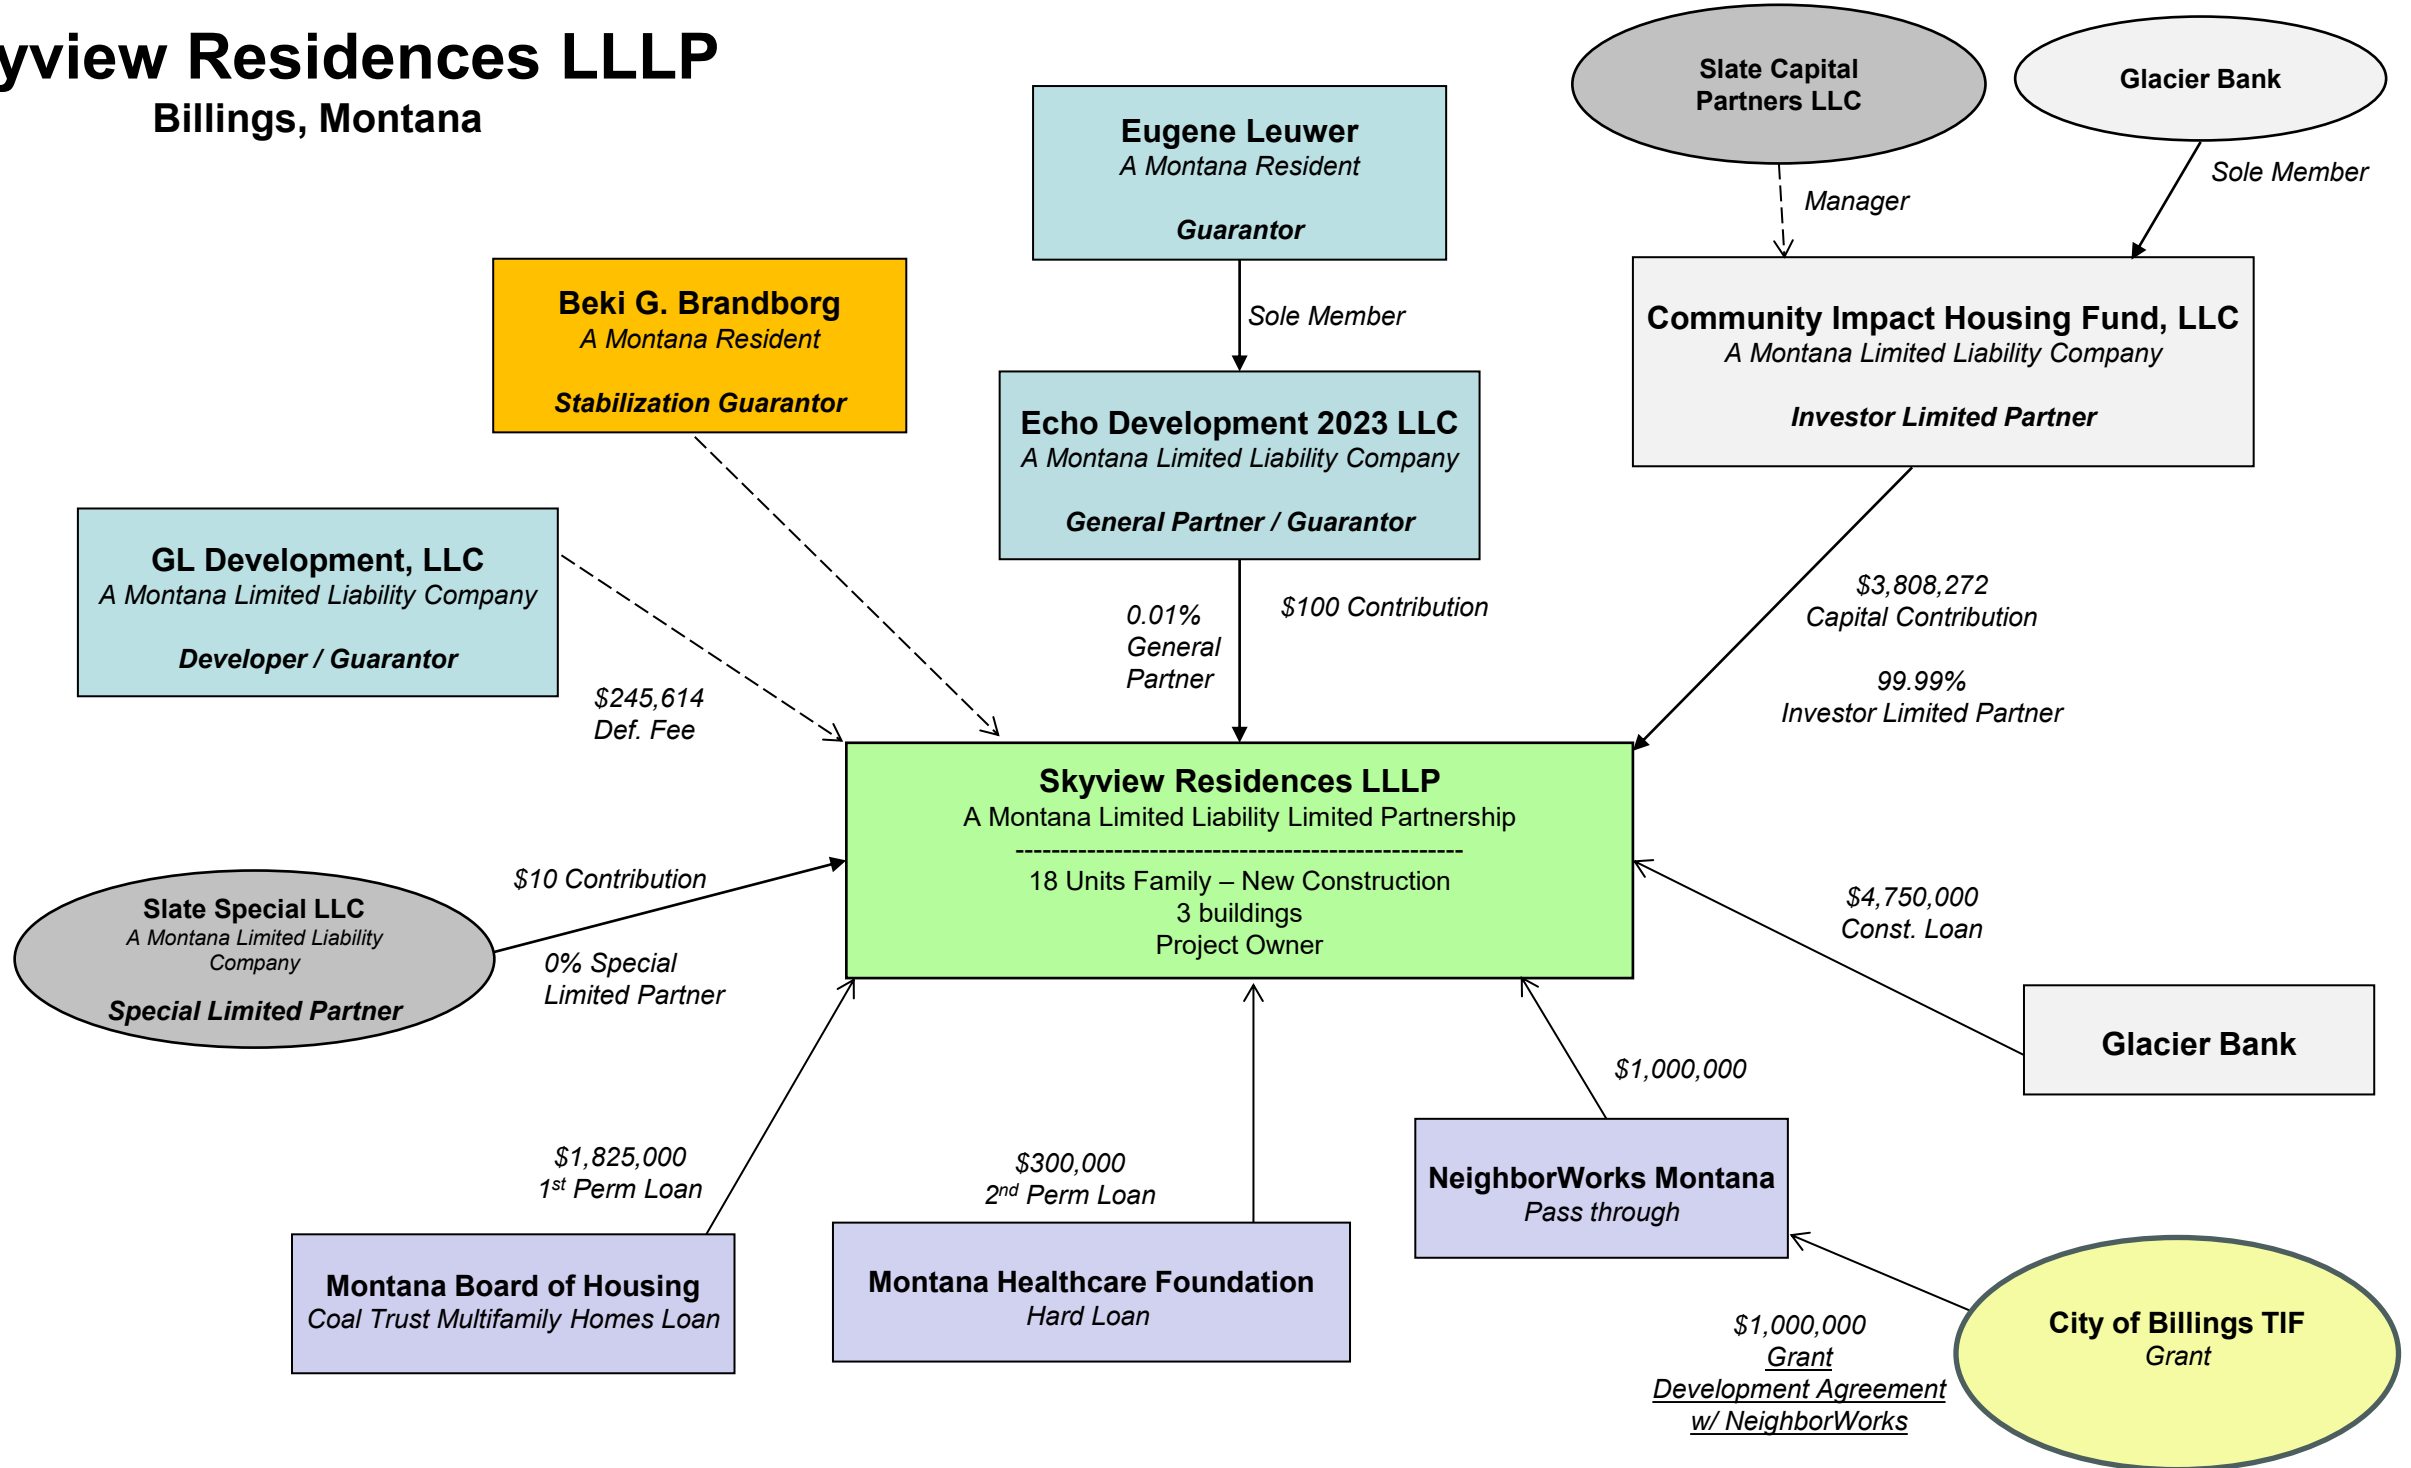 yview Residences LLLP
Billings, Montana
Slate Capital
Partners LLC
Glacier Bank
Eugene Leuwer
A Montana Resident
Guarantor
Manager
Sole Member
Beki G. Brandborg
A Montana Resident
Stabilization Guarantor
Sole Member
Community Impact Housing Fund, LLC
A Montana Limited Liability Company
Investor Limited Partner
Echo Development 2023 LLC
A Montana Limited Liability Company
General Partner / Guarantor
GL Development, LLC
A Montana Limited Liability Company
Developer / Guarantor
$245,614
Def. Fee
0.01%
General
Partner
$100 Contribution
$3,808,272
Capital Contribution
99.99%
Investor Limited Partner
Skyview Residences LLLP
A Montana Limited Liability Limited Partnership
--------------------------------------------------
18 Units Family – New Construction
3 buildings
Project Owner
$10 Contribution
0% Special
Limited Partner
Slate Special LLC
A Montana Limited Liability
Company
Special Limited Partner
$4,750,000
Const. Loan
Glacier Bank
$1,825,000
1st Perm Loan
$300,000
2nd Perm Loan
$1,000,000
Montana Board of Housing
Coal Trust Multifamily Homes Loan
Montana Healthcare Foundation
Hard Loan
NeighborWorks Montana
Pass through
$1,000,000
Grant
Development Agreement
w/ NeighborWorks
City of Billings TIF
Grant